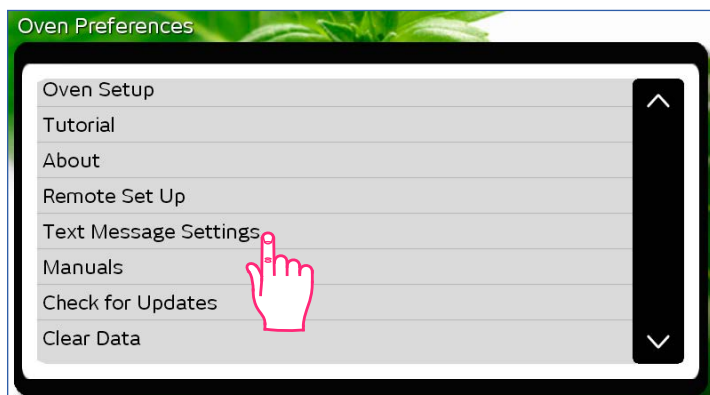 Oven Preferences
Oven Setup
Tutorial
About
Remote Set Up
Text Message Settings
Manuals
Check for Updates
Clear Data